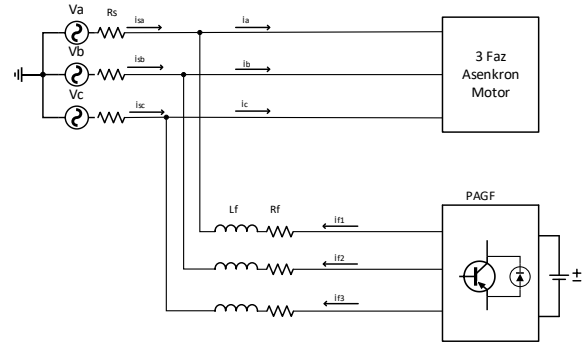 Va
Rs
isa
ia
Vb
isb
ib
Vc
isc
ic
3 Faz
Asenkron
Motor
PAGF
Lf
Rf
if1
if2
if3
+
-